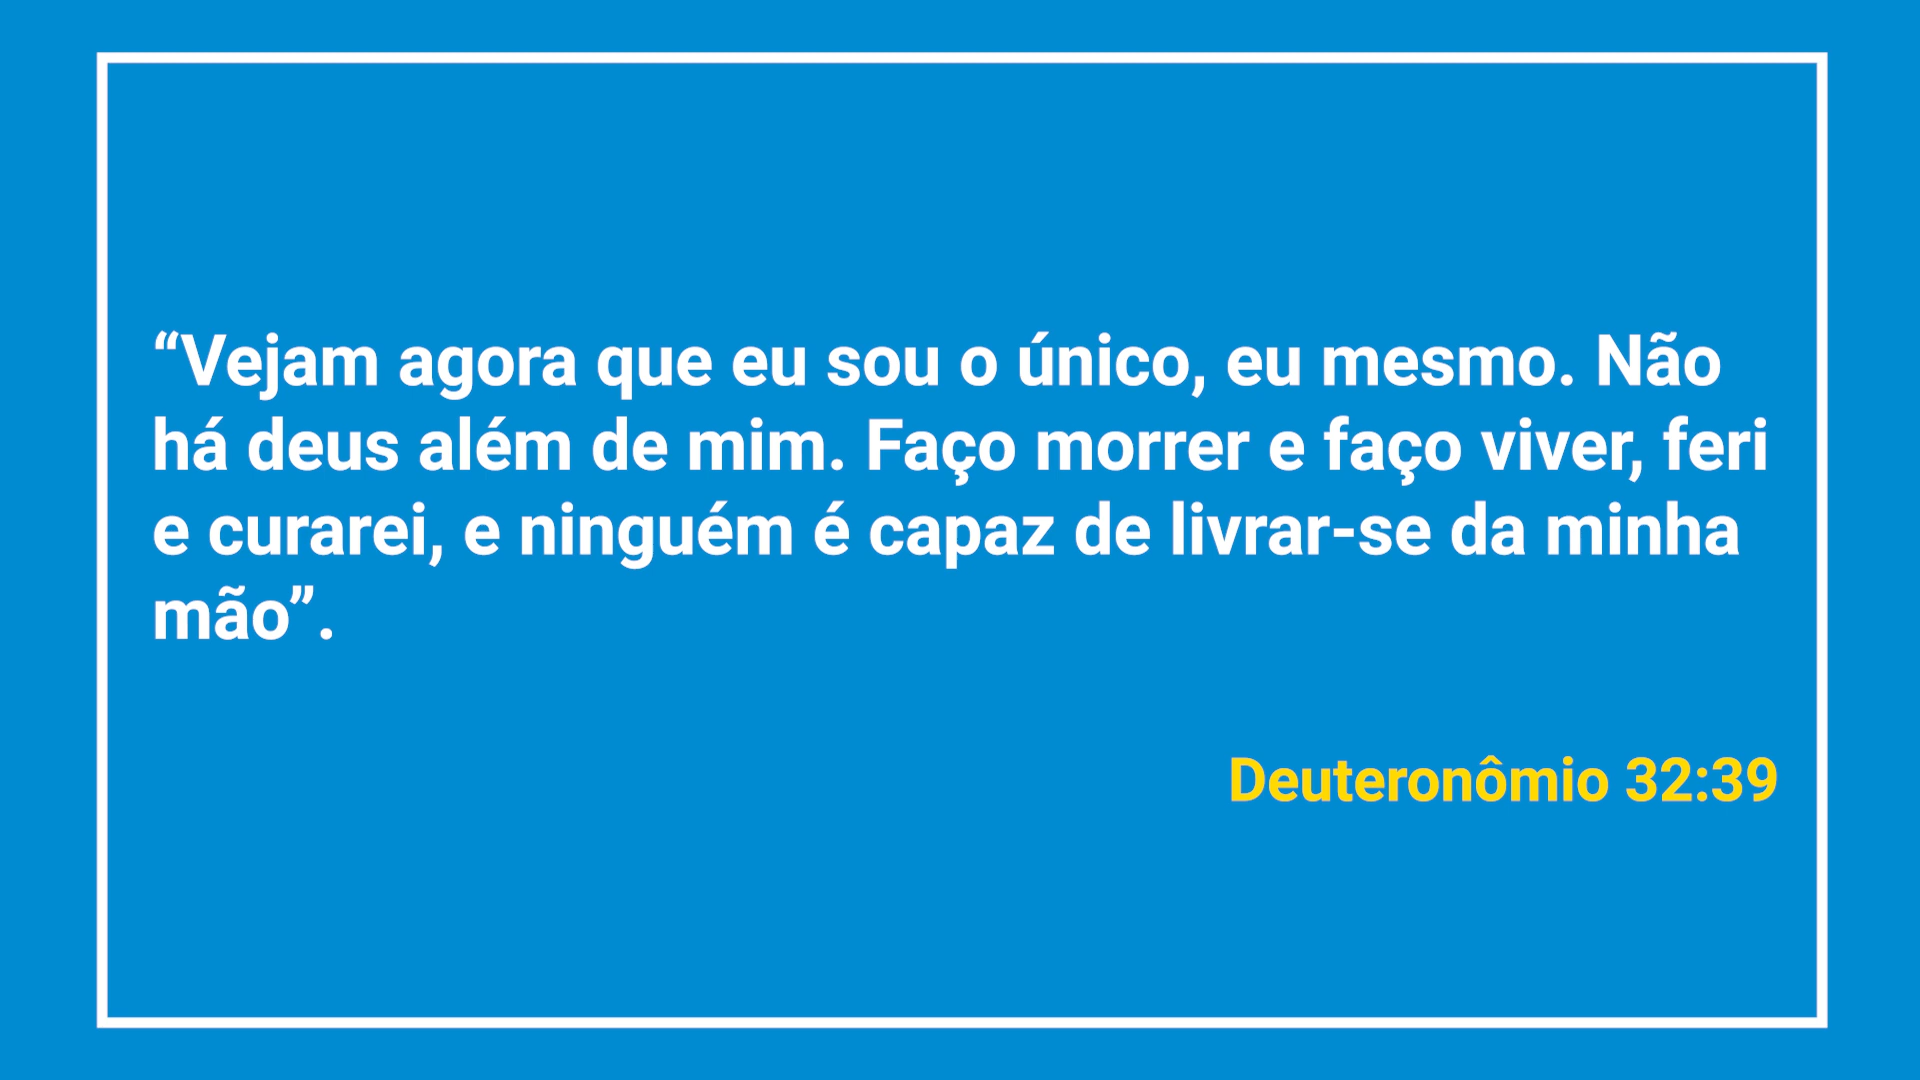 “Vejam agora que eu sou o único, eu mesmo. Não
há deus além de mim. Faço morrer e faço viver, feri
e curarei, e ninguém é capaz de livrar-se da minha
mão”.
Deuteronômio 32:39